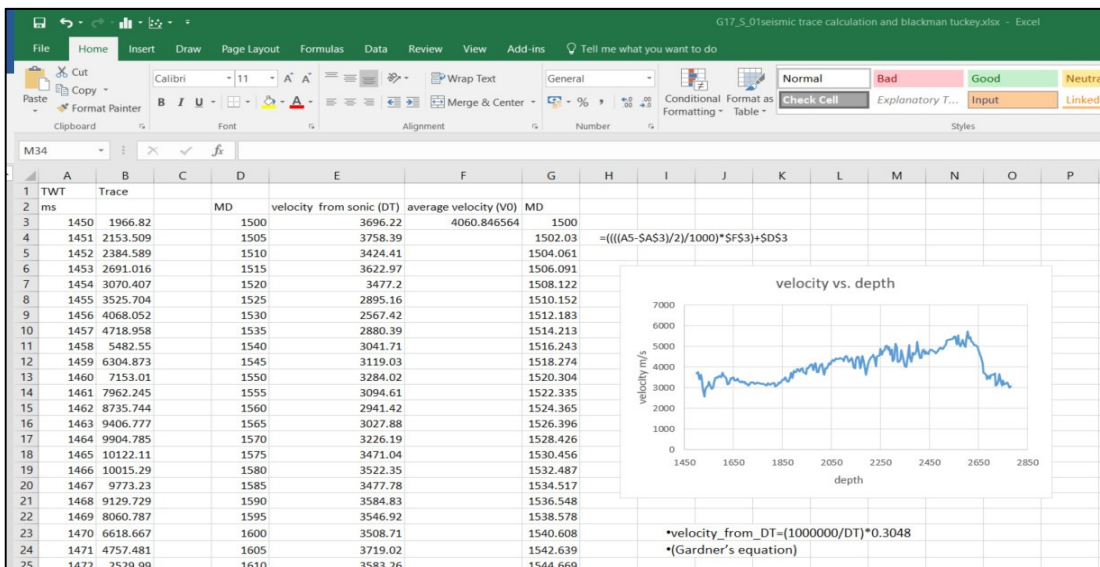 G17_S_01seismic trace calculation and blackman tuckey.xlsx - Excel
File Home Insert Draw Page Layout Formulas Data Review View Add-ins Tell me what you want to do
Cut
Copy
Format Painter
Paste
Calibri 11 A A Wrap Text General Normal Bad Good Neutra
B I U A Merge & Center % , Conditional Formatting Format as Table Check Cell Explanatory T... Input Linked
Clipboard Font Alignment Number Styles
M34 fx
A B C D E F G H I J K L M N O P
1 TWT Trace
2 ms MD velocity from sonic (DT) average velocity (V0) MD
3 1450 1966.82 1500 3696.22 4060.846564 1500
4 1451 2153.509 1505 3758.39 1502.03 =((((A5-$A$3)/2)/1000)*$F$3)+$D$3
5 1452 2384.589 1510 3424.41 1504.061
6 1453 2691.016 1515 3622.97 1506.091
7 1454 3070.407 1520 3477.2 1508.122
8 1455 3525.704 1525 2895.16 1510.152
9 1456 4068.052 1530 2567.42 1512.183
10 1457 4718.958 1535 2880.39 1514.213
11 1458 5482.55 1540 3041.71 1516.243
12 1459 6304.873 1545 3119.03 1518.274
13 1460 7153.01 1550 3284.02 1520.304
14 1461 7962.245 1555 3094.61 1522.335
15 1462 8735.744 1560 2941.42 1524.365
16 1463 9406.777 1565 3027.88 1526.396
17 1464 9904.785 1570 3226.19 1528.426
18 1465 10122.11 1575 3471.04 1530.456
19 1466 10015.29 1580 3522.35 1532.487
20 1467 9773.23 1585 3477.78 1534.517
21 1468 9129.729 1590 3584.83 1536.548
22 1469 8060.787 1595 3546.92 1538.578
23 1470 6618.667 1600 3508.71 1540.608
24 1471 4757.481 1605 3719.02 1542.639
25 1472 2529.99 1610 3583.26 1544.669
velocity vs. depth
7000
6000
5000
4000
3000
2000
1000
0
velocity m/s
1450 1650 1850 2050 2250 2450 2650 2850
depth
•velocity_from_DT=(1000000/DT)*0.3048
•(Gardner's equation)